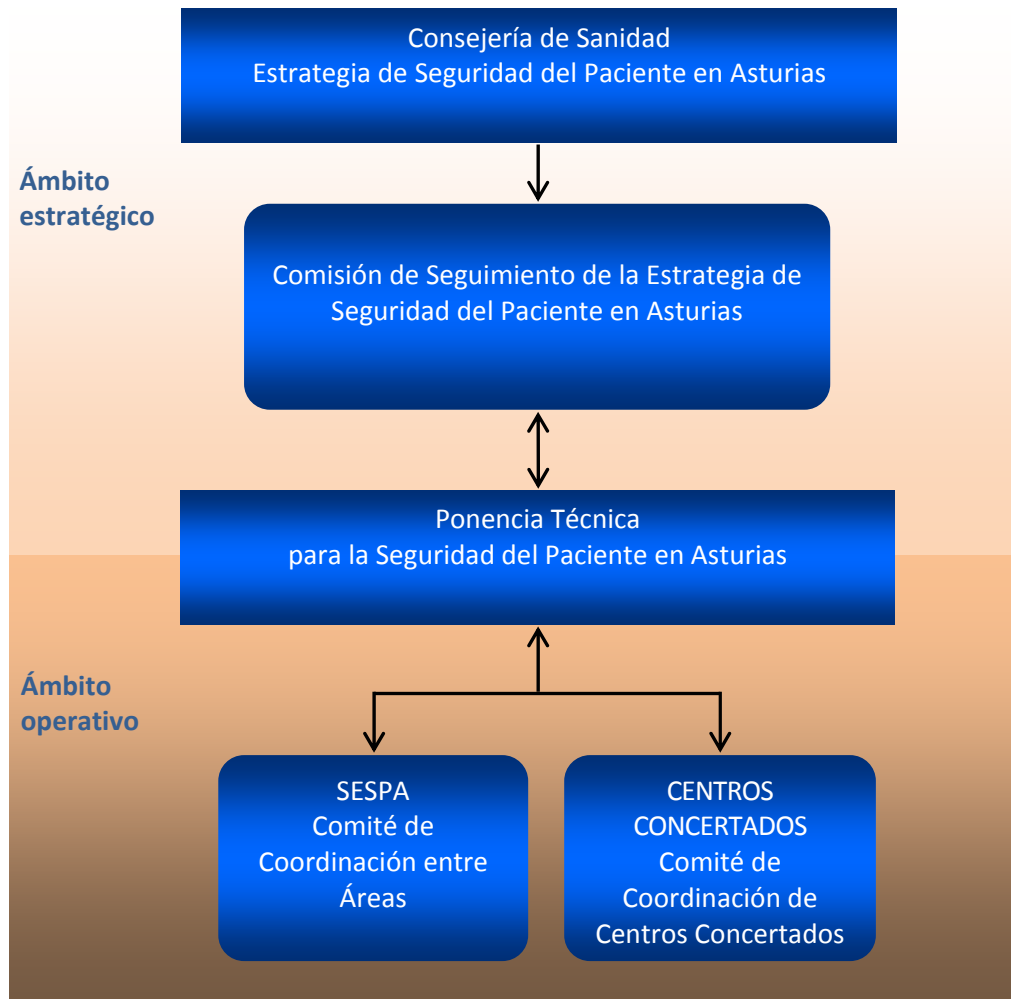 Consejería de Sanidad
Estrategia de Seguridad del Paciente en Asturias
Ámbito
estratégico
Comisión de Seguimiento de la Estrategia de
Seguridad del Paciente en Asturias
Ponencia Técnica
para la Seguridad del Paciente en Asturias
Ámbito
operativo
SESPA
Comité de
Coordinación entre
Áreas
CENTROS
CONCERTADOS
Comité de
Coordinación de
Centros Concertados